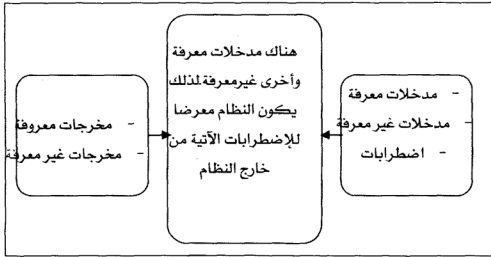 - مدخلات معرفة
- مدخلات غير معرفة
- اضطرابات
هناك مدخلات معرفة
وأخرى غيرمعرفة.لذلك
يكون النظام معرضا
للإضطرابات الآتية من
خارج النظام
- مخرجات معروفة
- مخرجات غير معرفة